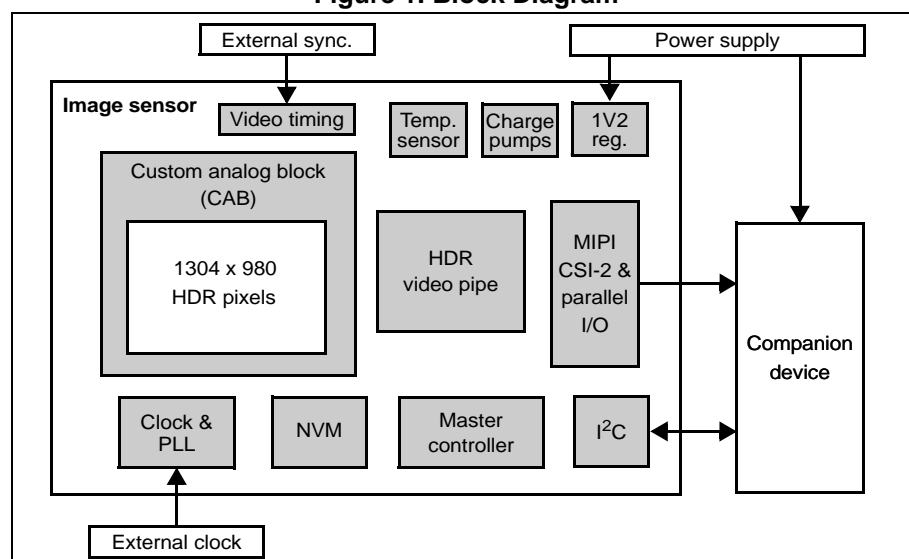 Figure 1. Block Diagram
External sync.
Power supply
Image sensor
Video timing
Temp.
sensor
Charge
pumps
1V2
reg.
Custom analog block
(CAB)
1304 x 980
HDR pixels
HDR
video pipe
MIPI
CSI-2 &
parallel
I/O
Companion
device
Clock &
PLL
NVM
Master
controller
I²C
External clock